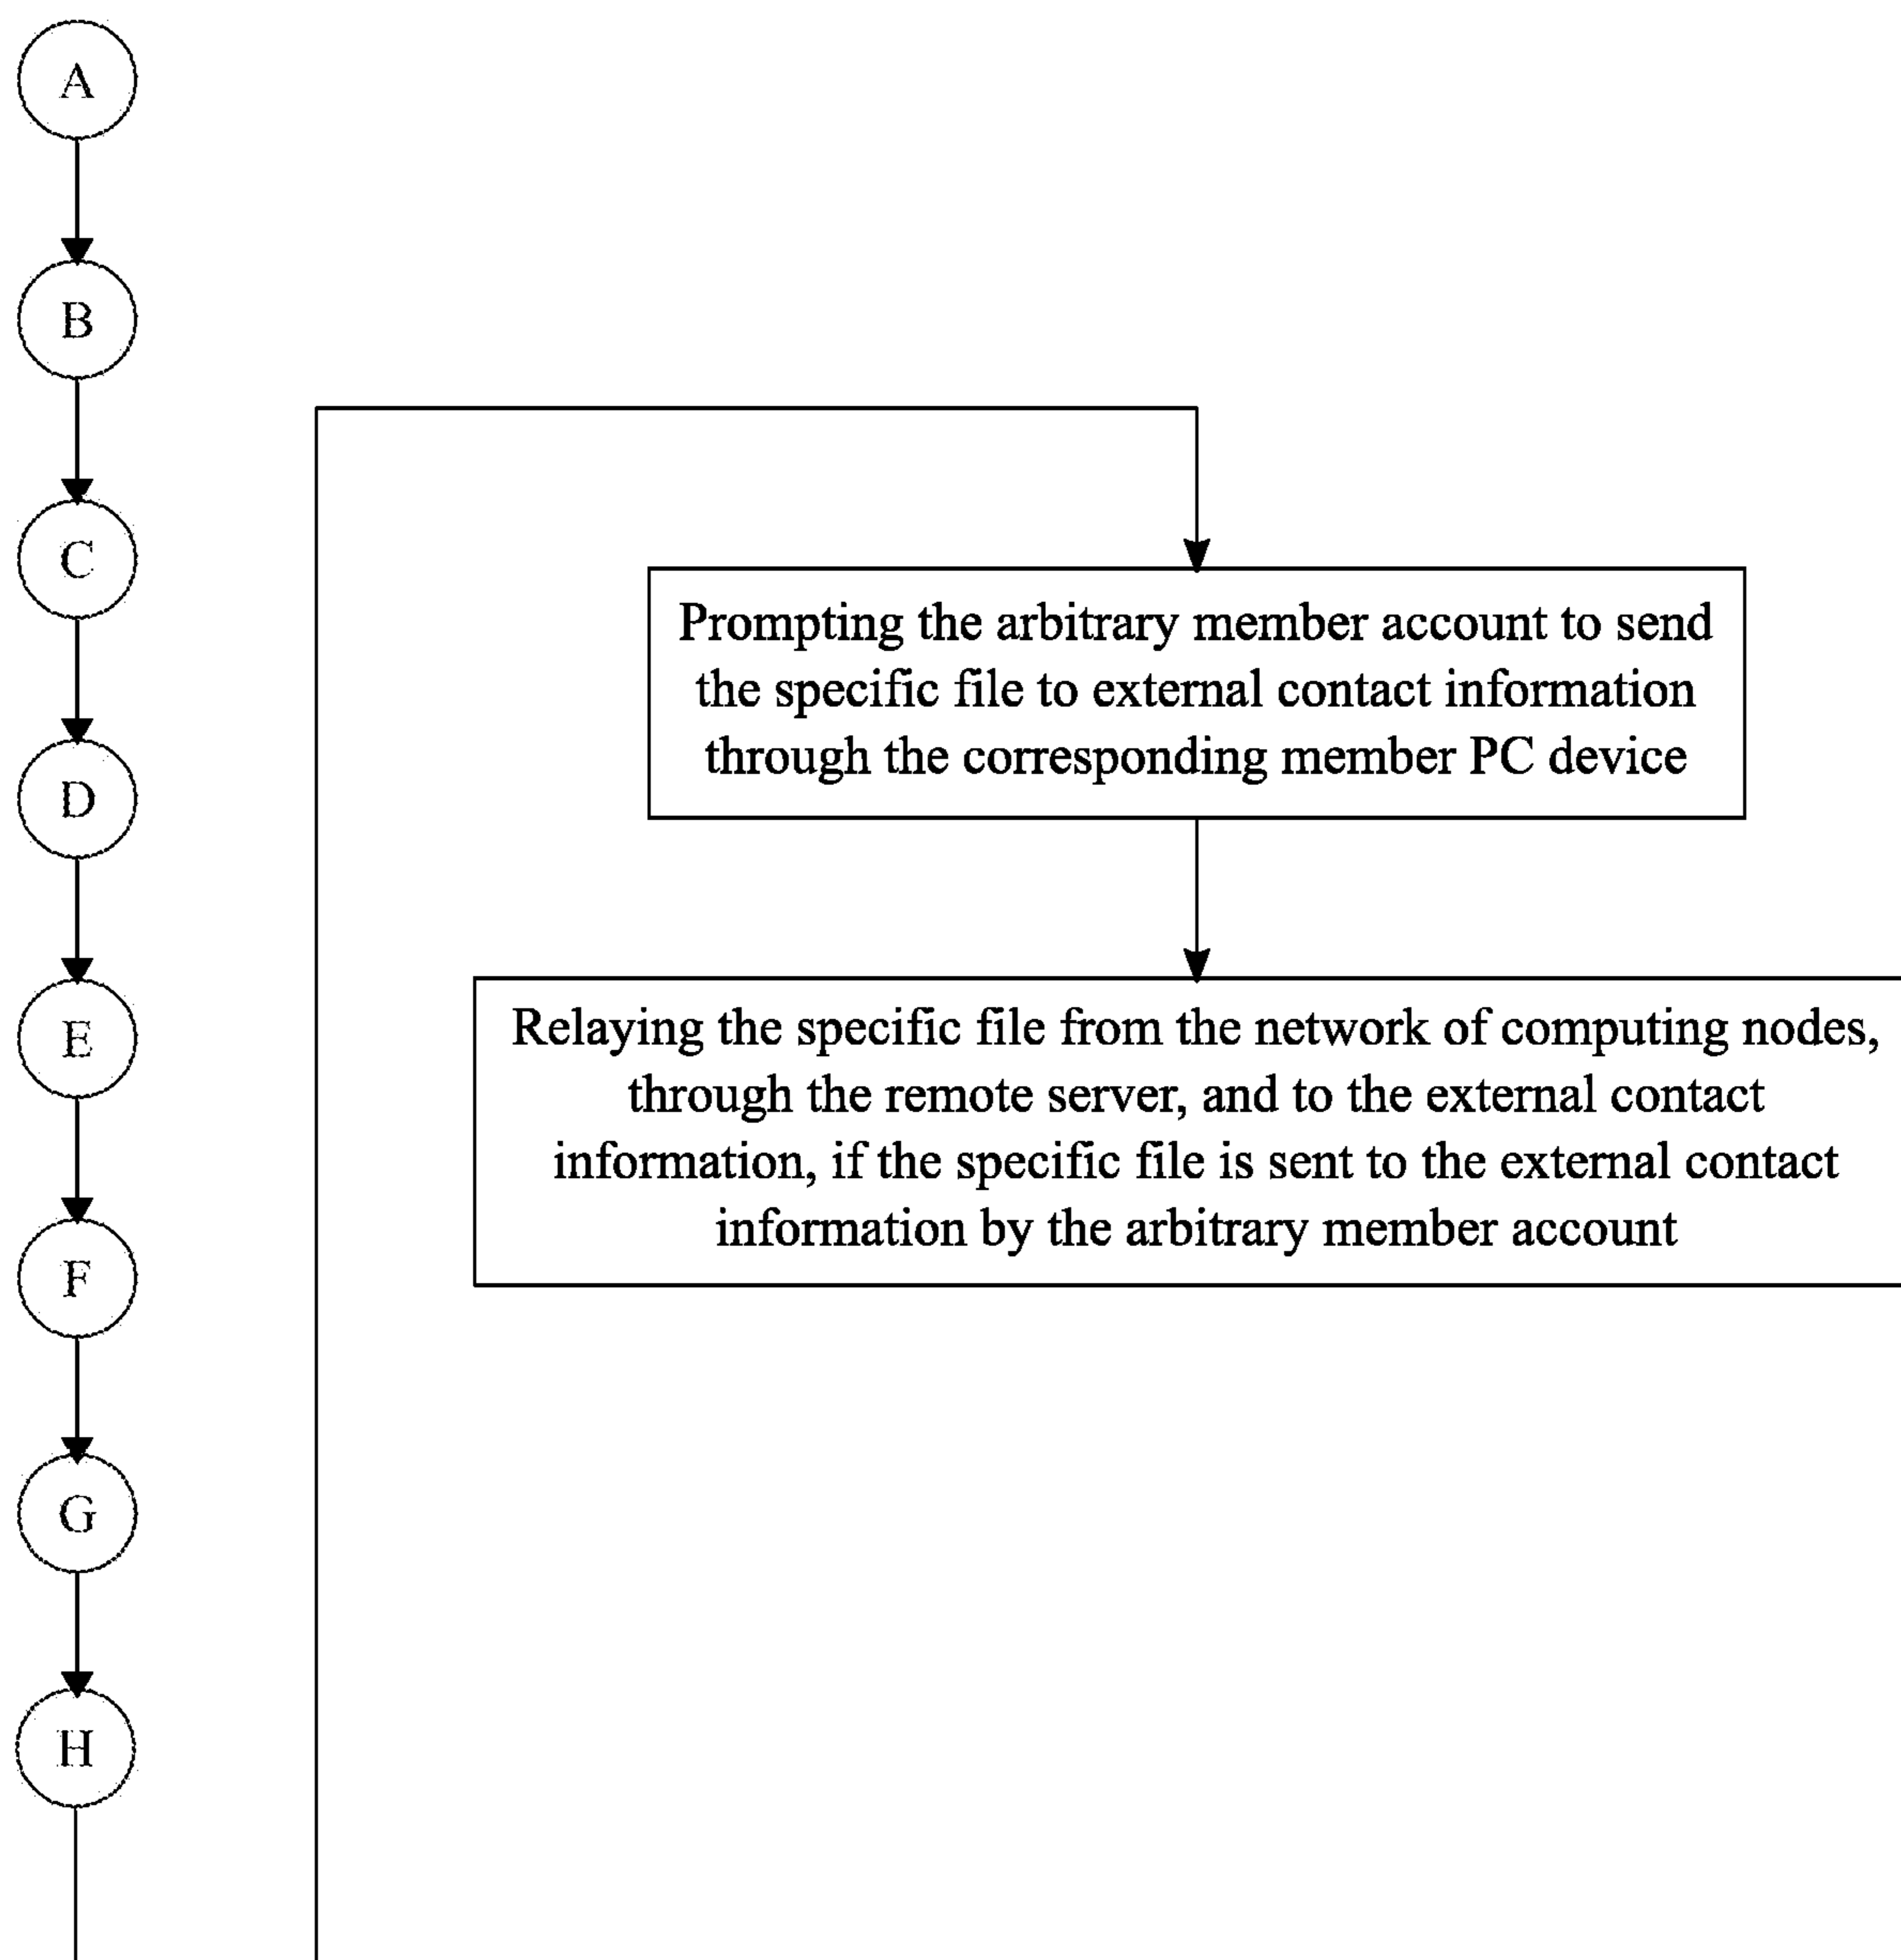 A
B
C
D
E
F
G
H
Prompting the arbitrary member account to send
the specific file to external contact information
through the corresponding member PC device
Relaying the specific file from the network of computing nodes,
through the remote server, and to the external contact
information, if the specific file is sent to the external contact
information by the arbitrary member account